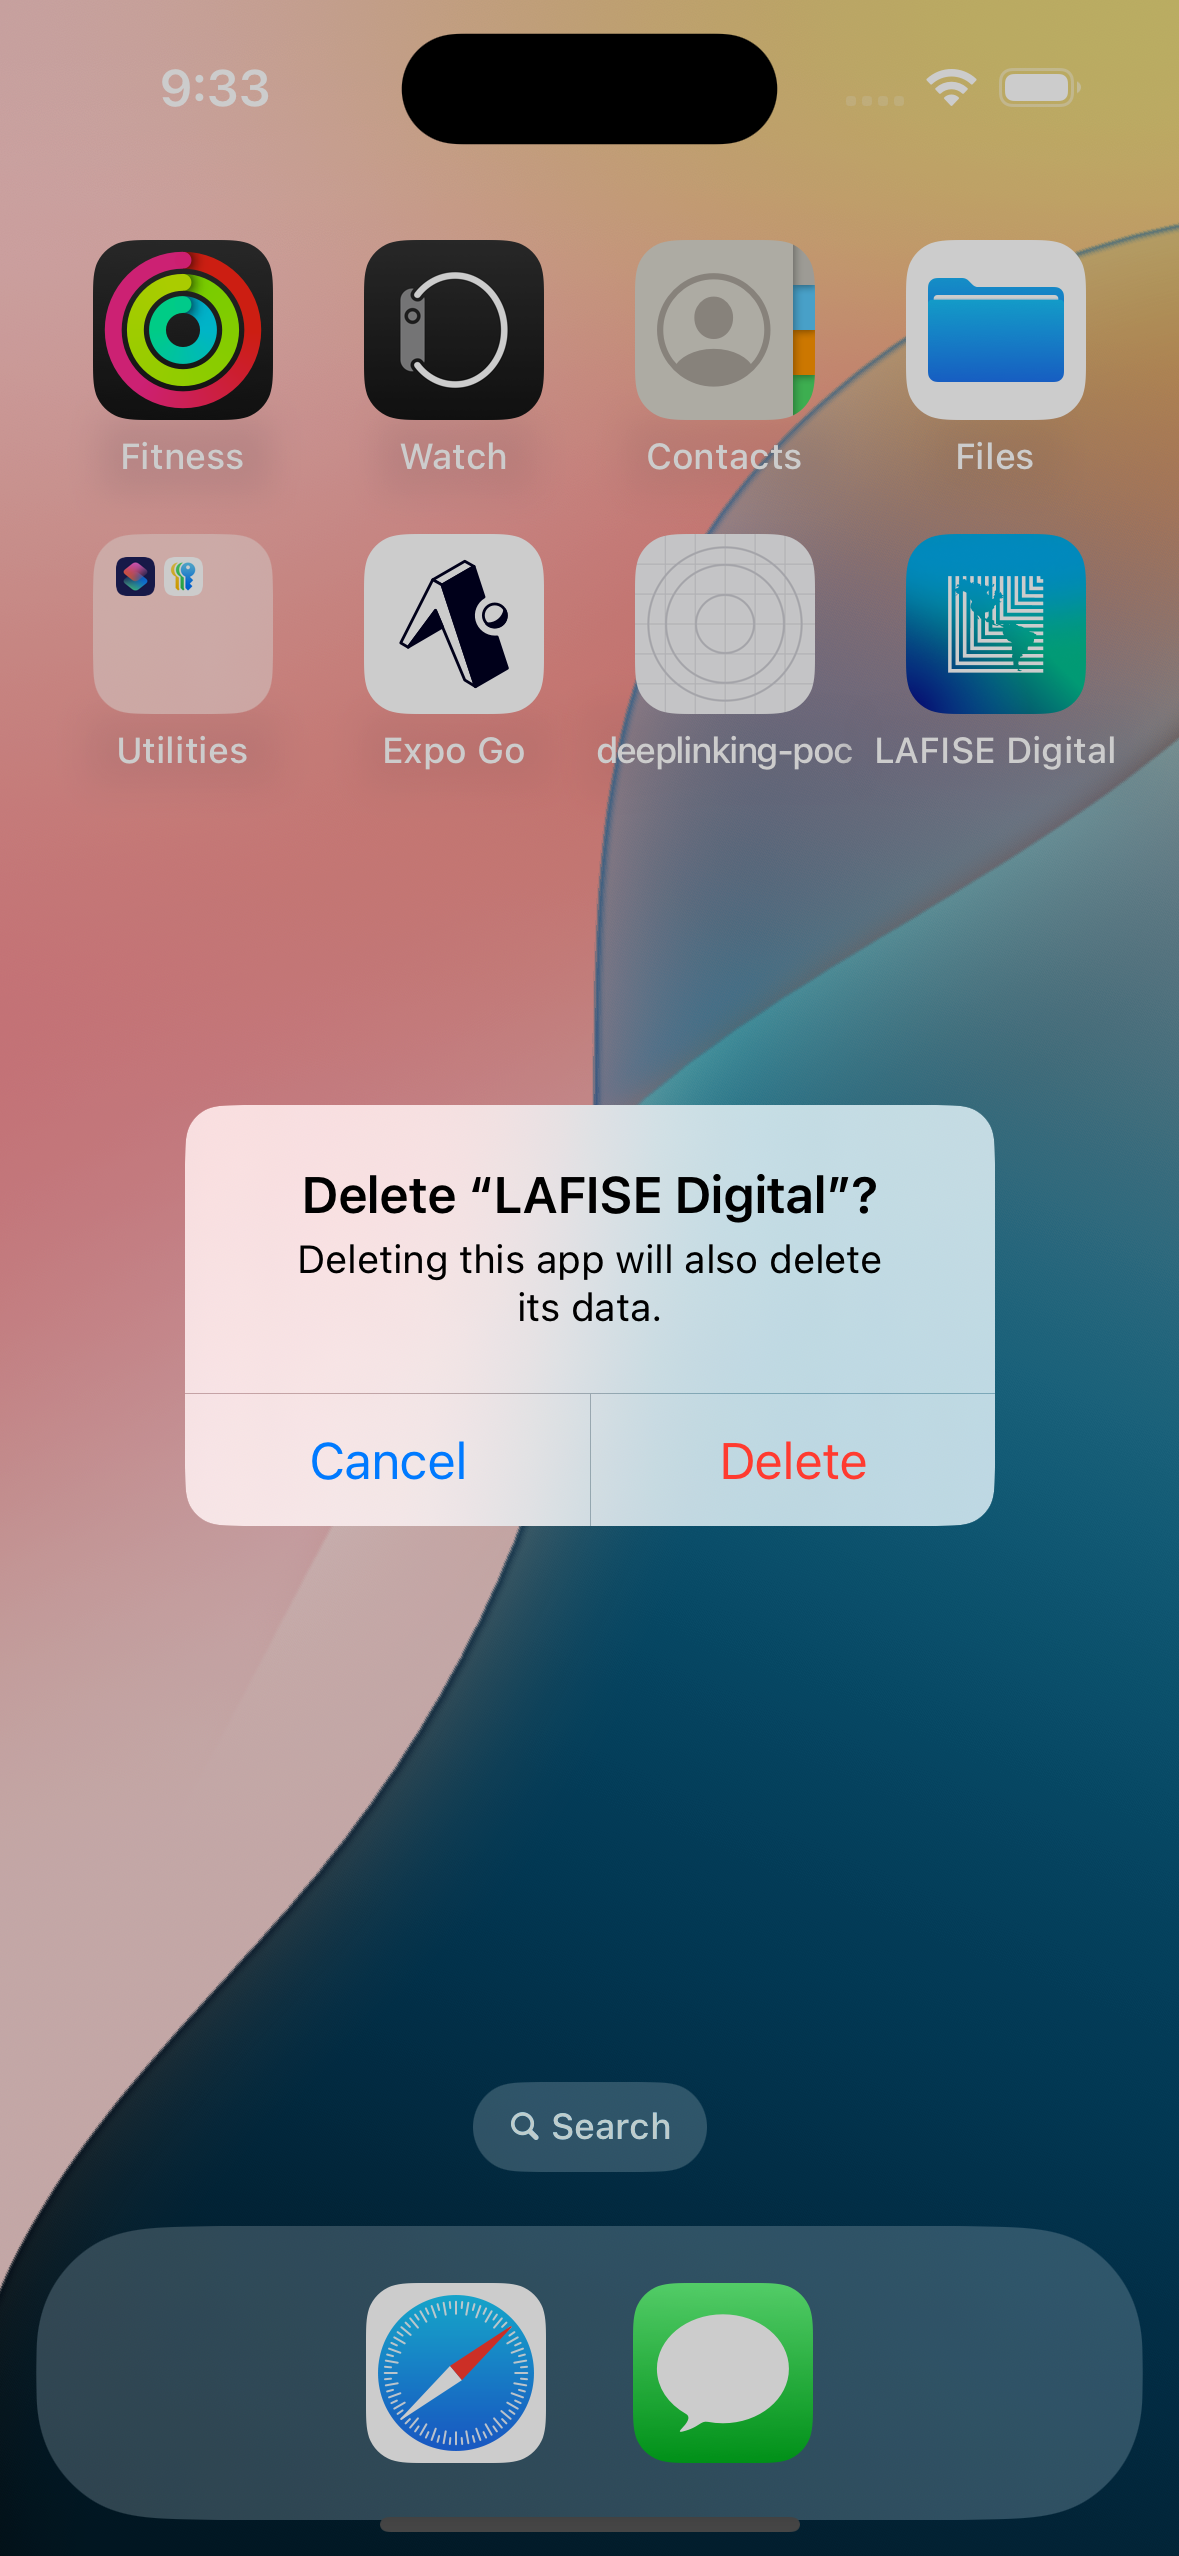 9:33
Fitness
Watch
Contacts
Files
Utilities
Expo Go
deeplinking-poc
LAFISE Digital
Delete “LAFISE Digital”?
Deleting this app will also delete
its data.
Cancel
Delete
Search